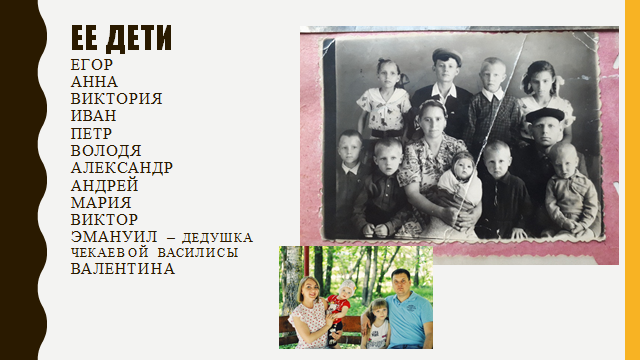 ЕЕ ДЕТИ
ЕГОР
АННА
ВИКТОРИЯ
ИВАН
ПЕТР
ВОЛОДЯ
АЛЕКСАНДР
АНДРЕЙ
МАРИЯ
ВИКТОР
ЭМАНУИЛ – ДЕДУШКА
ЧЕКАЕВОЙ ВАСИЛИСЫ
ВАЛЕНТИНА